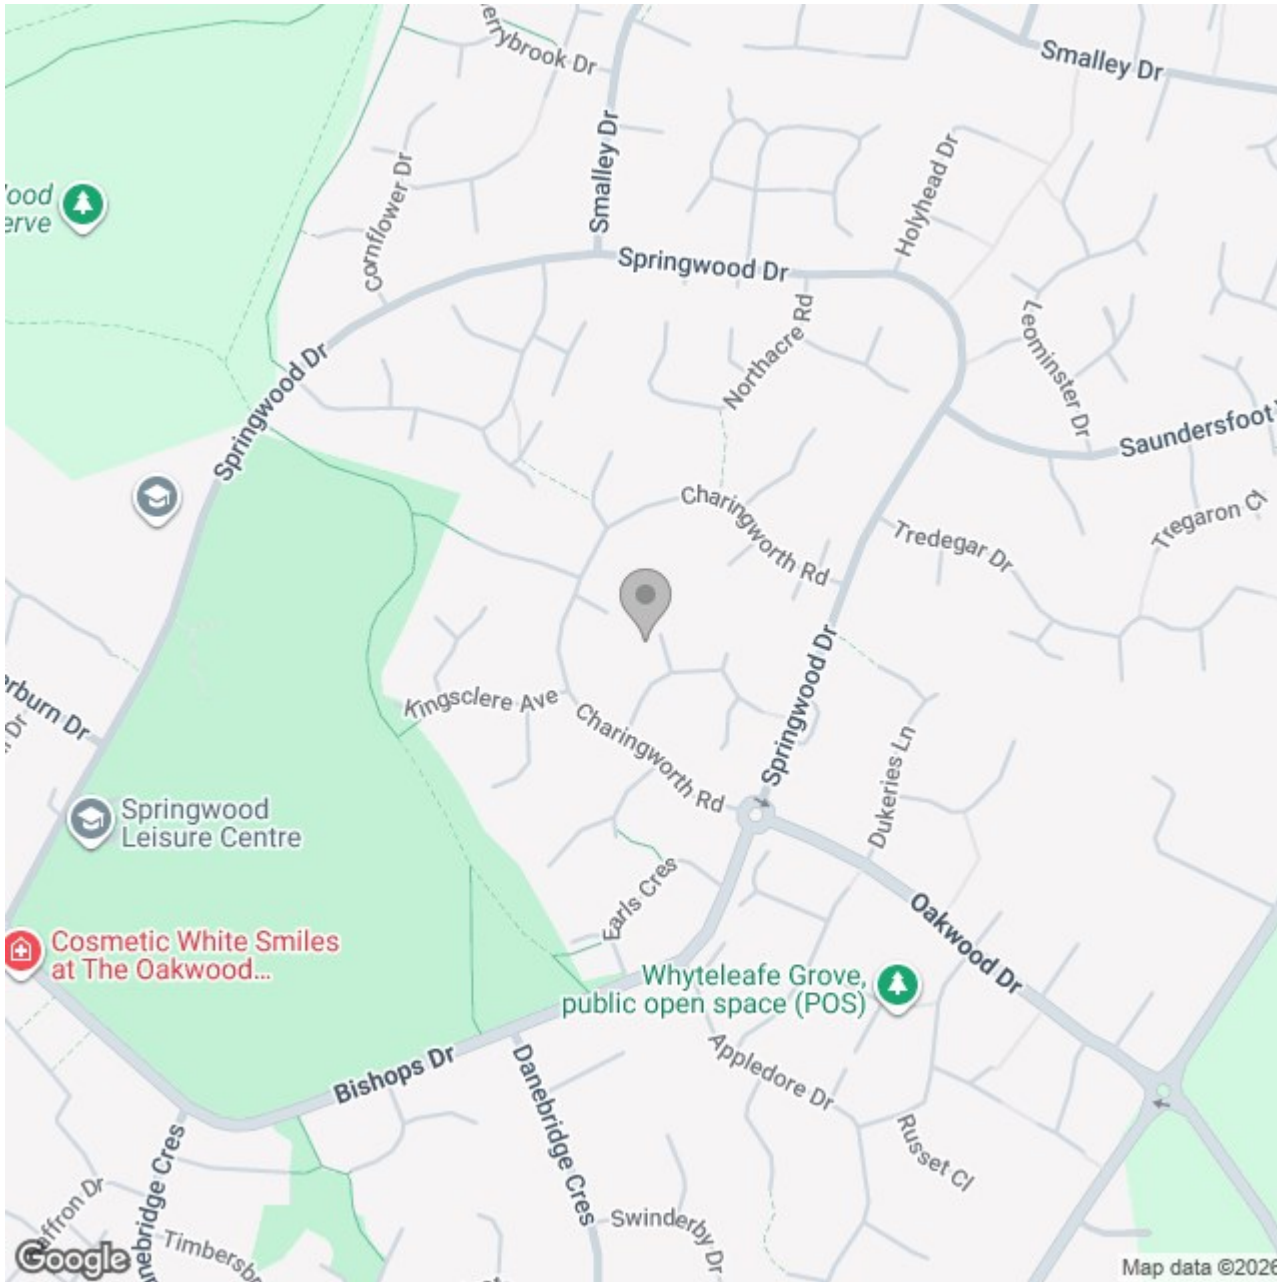 Smalley Dr
Cornflower Dr
Smalley Dr
Holyhead Dr
Springwood Dr
Northacre Rd
Leominster Dr
Springwood Dr
Saundersfoot
Charingworth Rd
Tredegar Dr
Tregaron Cl
Springwood Dr
Kingsclere Ave
Charingworth Rd
Dukeries Ln
Springwood
Leisure Centre
Earls Cres
Oakwood Dr
Cosmetic White Smiles
at The Oakwood...
Whyteleafe Grove,
public open space (POS)
Bishops Dr
Danebridge Cres
Appledore Dr
Russet Cl
Swinderby Dr
Google
Map data ©2026